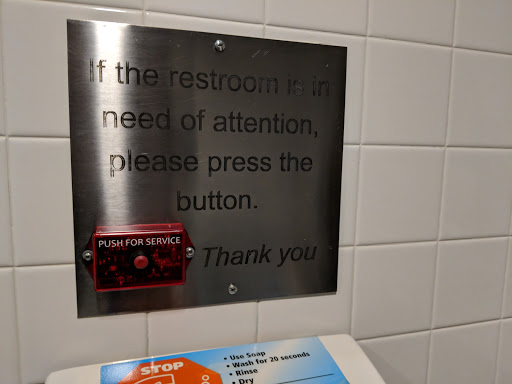 If the restroom is in
need of attention,
please press the
button.
PUSH FOR SERVICE
Thank you
STOP
• Use Soap
• Wash for 20 seconds
• Rinse
• Dry